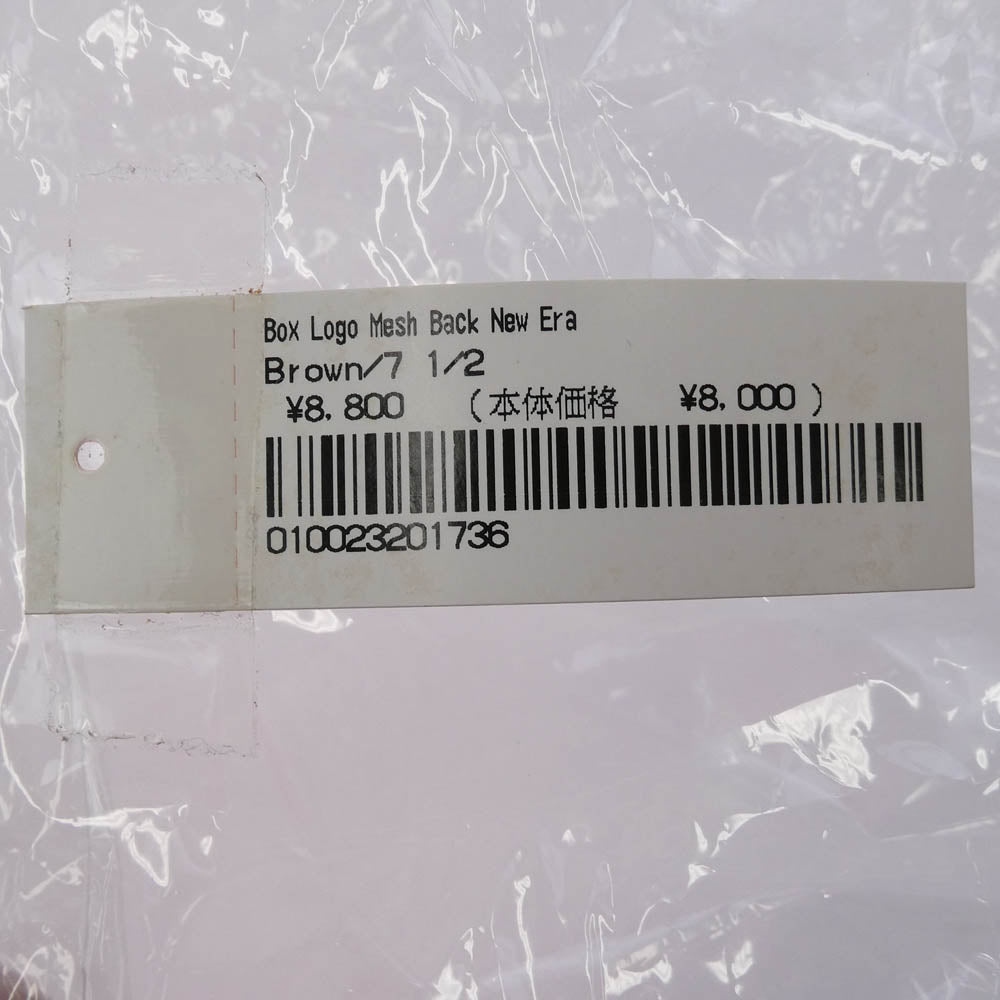 Box Logo Mesh Back New Era
Brown/7 1/2
¥8,800 (本体価格 ¥8,000 )
010023201736